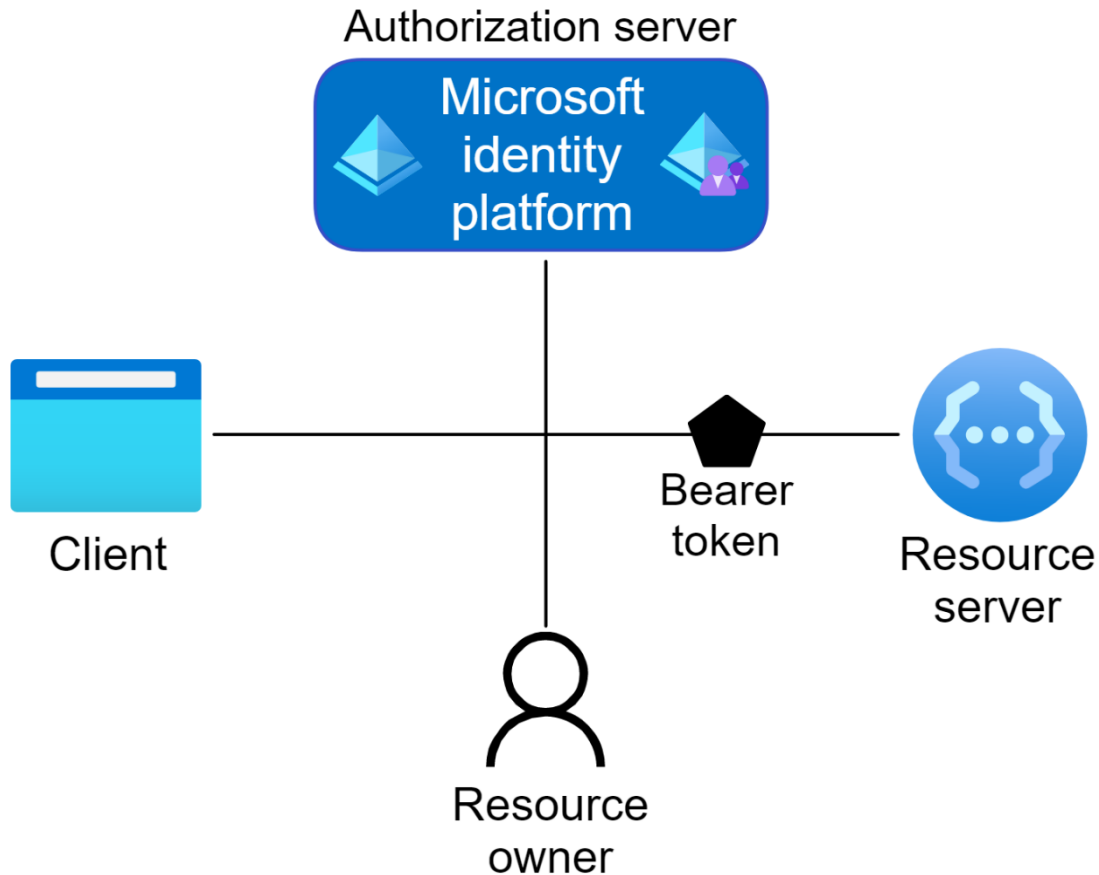 Authorization server
Microsoft
identity
platform
Client
Bearer
token
Resource
server
Resource
owner